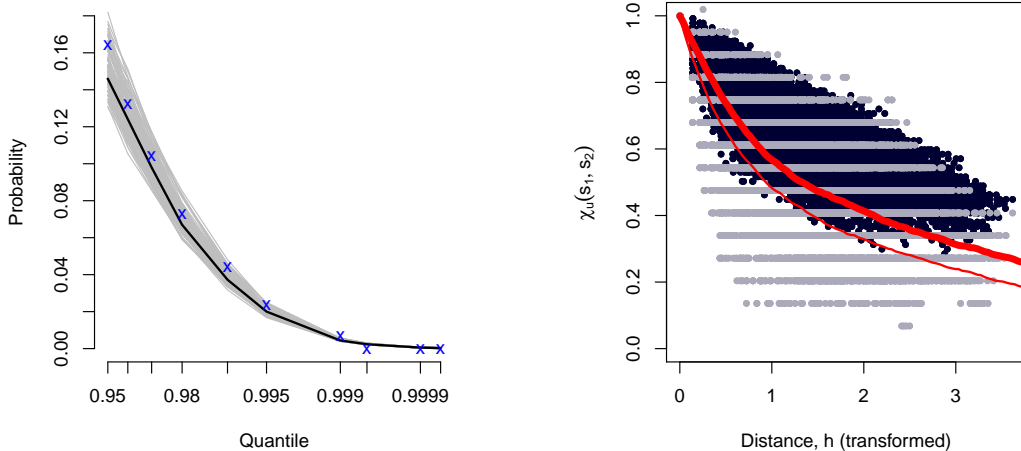 0.00 0.04 0.08 0.12 0.16
Probability
0.95 0.98 0.995 0.999 0.9999
Quantile
0.0 0.2 0.4 0.6 0.8 1.0
χu(s1, s2)
0 1 2 3
Distance, h (transformed)